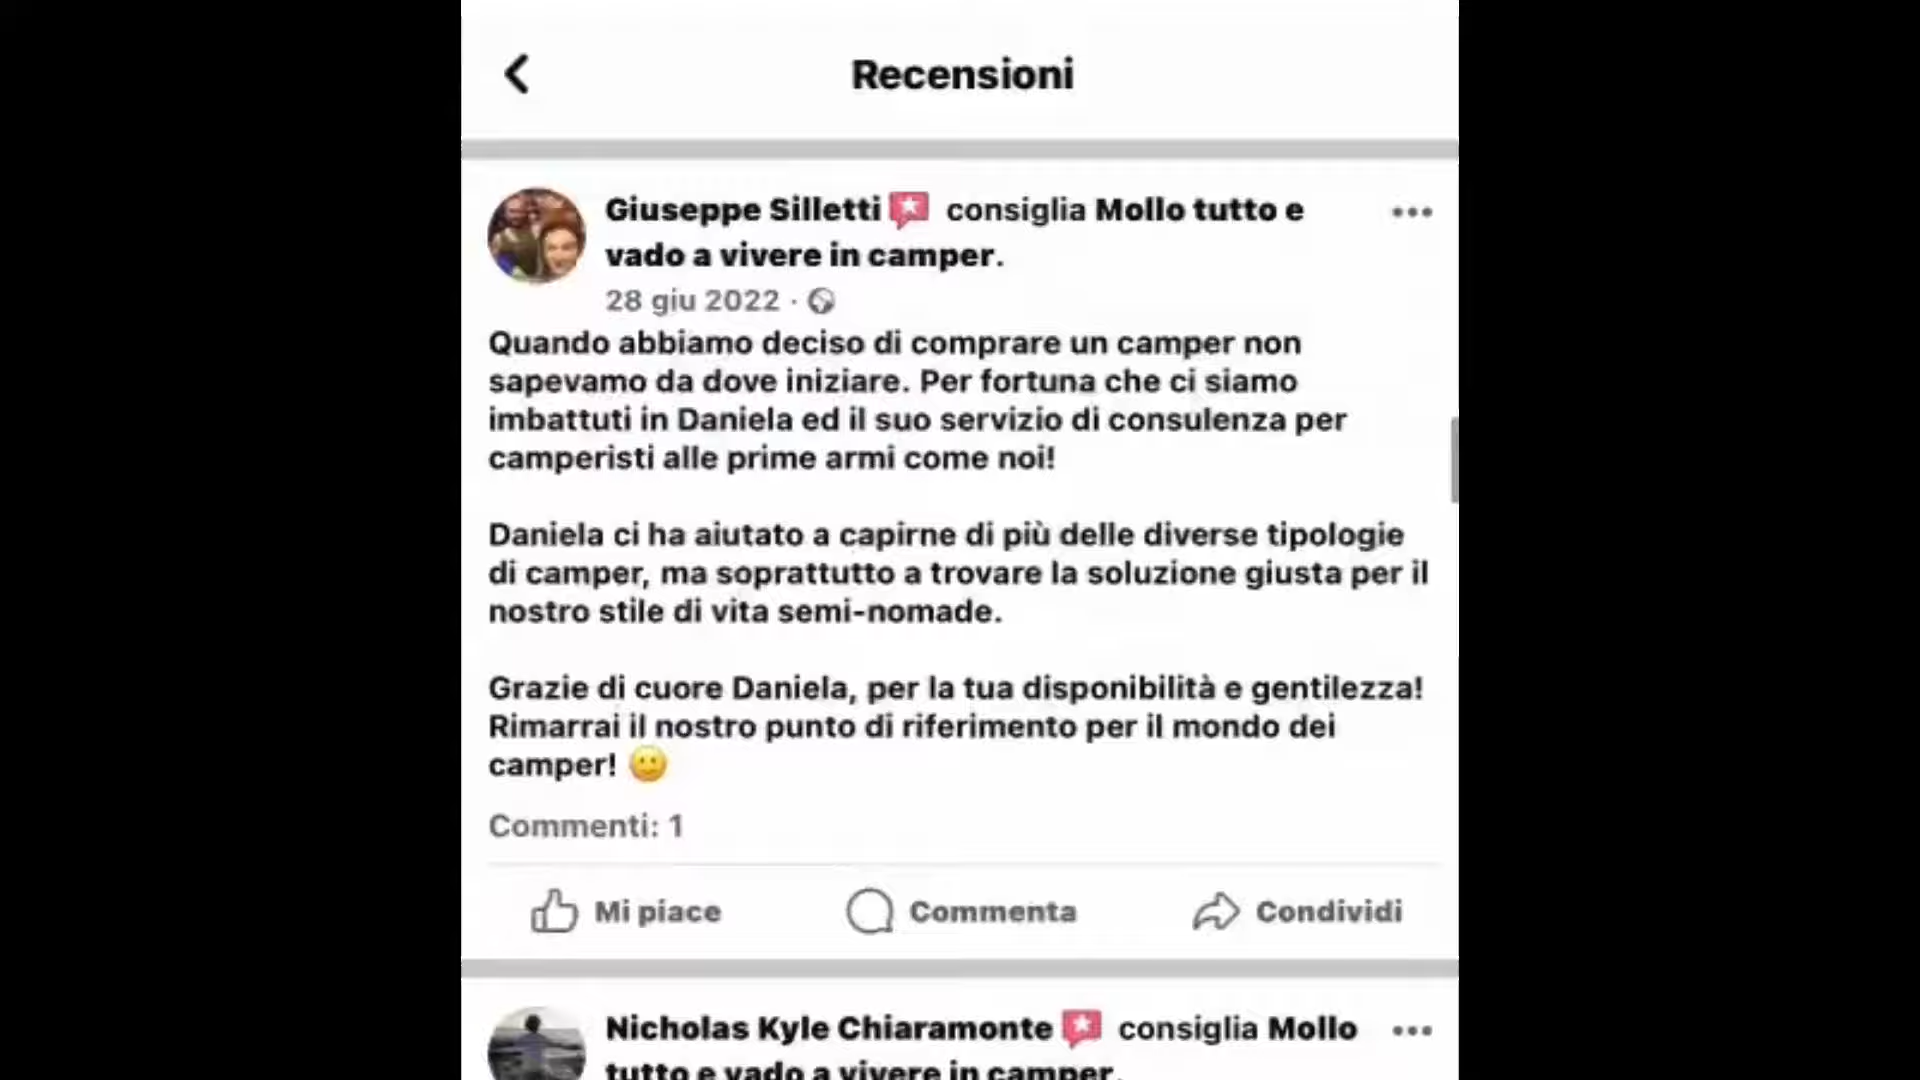 Recensioni
Giuseppe Silletti consiglia Mollo tutto e
vado a vivere in camper.
28 giu 2022 ·
Quando abbiamo deciso di comprare un camper non
sapevamo da dove iniziare. Per fortuna che ci siamo
imbattuti in Daniela ed il suo servizio di consulenza per
camperisti alle prime armi come noi!
Daniela ci ha aiutato a capirne di più delle diverse tipologie
di camper, ma soprattutto a trovare la soluzione giusta per il
nostro stile di vita semi-nomade.
Grazie di cuore Daniela, per la tua disponibilità e gentilezza!
Rimarrai il nostro punto di riferimento per il mondo dei
camper! 🙂
Commenti: 1
Mi piace Commenta Condividi
Nicholas Kyle Chiaramonte consiglia Mollo
tutto e vado a vivere in camper.